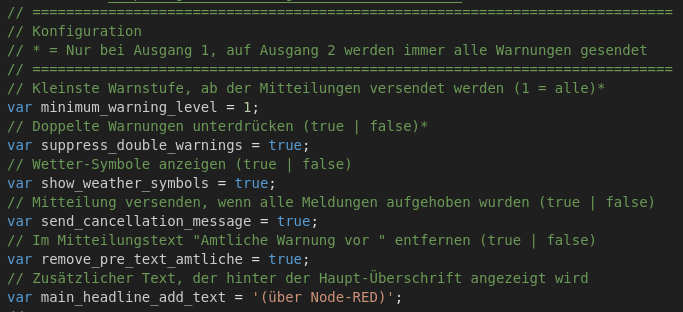 // ============================================================================
// Konfiguration
// * = Nur bei Ausgang 1, auf Ausgang 2 werden immer alle Warnungen gesendet
// ============================================================================
// Kleinste Warnstufe, ab der Mitteilungen versendet werden (1 = alle)*
var minimum_warning_level = 1;
// Doppelte Warnungen unterdrücken (true | false)*
var suppress_double_warnings = true;
// Wetter-Symbole anzeigen (true | false)
var show_weather_symbols = true;
// Mitteilung versenden, wenn alle Meldungen aufgehoben wurden (true | false)
var send_cancellation_message = true;
// Im Mitteilungstext "Amtliche Warnung vor " entfernen (true | false)
var remove_pre_text_amtliche = true;
// Zusätzlicher Text, der hinter der Haupt-Überschrift angezeigt wird
var main_headline_add_text = '(über Node-RED)';